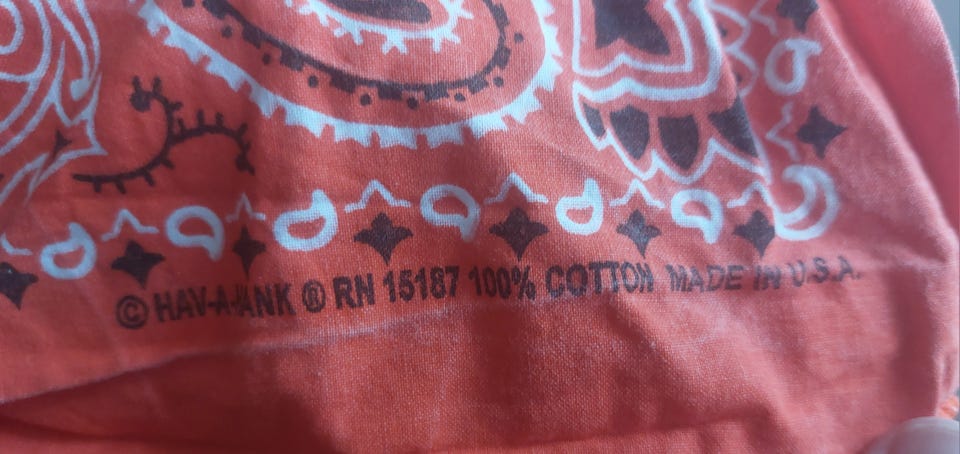 © HAV-A-HANK ® RN 15187 100% COTTON MADE IN U.S.A.